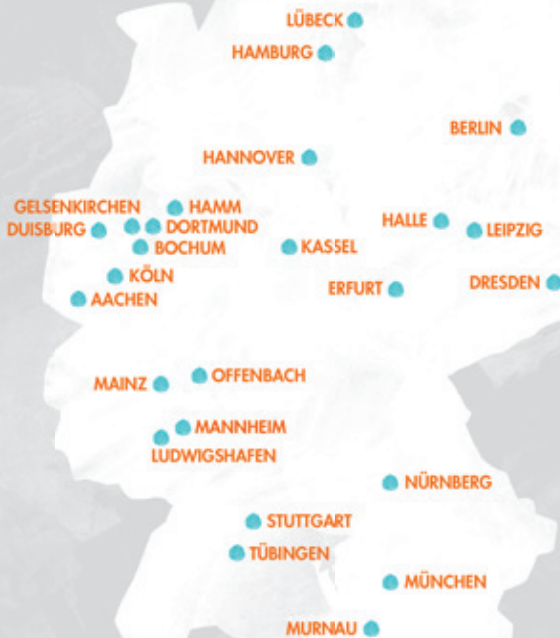 LÜBECK
HAMBURG
BERLIN
HANNOVER
GELSENKIRCHEN
HAMM
DUISBURG
DORTMUND
BOCHUM
HALLE
LEIPZIG
KASSEL
KÖLN
AACHEN
ERFURT
DRESDEN
MAINZ
OFFENBACH
MANNHEIM
LUDWIGSHAFEN
NÜRNBERG
STUTTGART
TÜBINGEN
MÜNCHEN
MURNAU